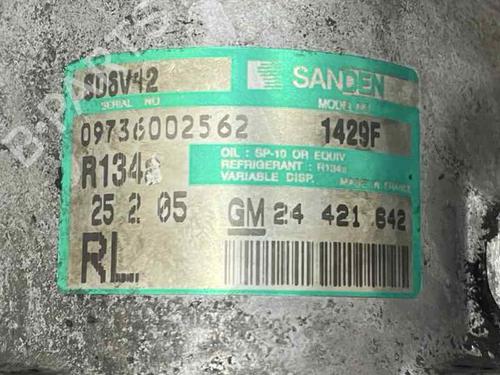 SANDEN
SD6V12
SERIAL NO
MODEL NO.
09736002562
1429F
R134a
OIL : SP-10 OR EQUIV
REFRIGERANT : R134a
VARIABLE DISP.
MADE IN FRANCE
25 2 05
GM 24 421 642
RL